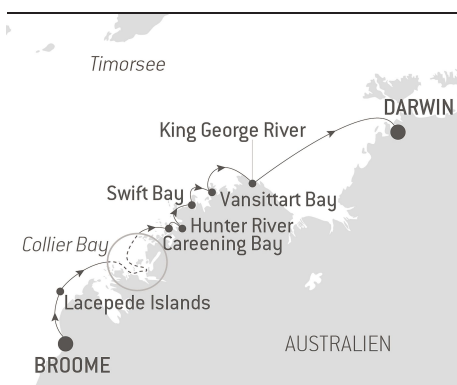 Timorsee
DARWIN
King George River
Swift Bay
Vansittart Bay
Hunter River
Collier Bay
Careening Bay
Lacepede Islands
AUSTRALIEN
BROOME